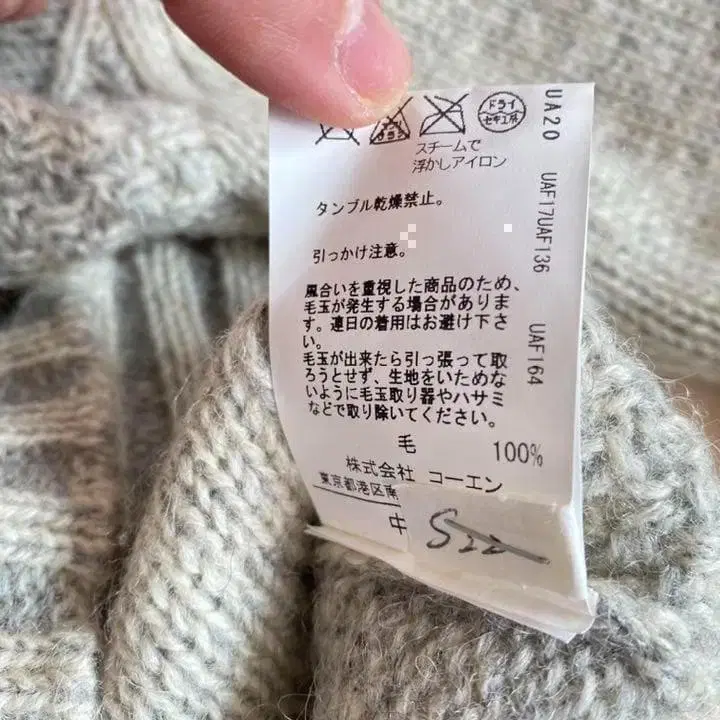 ドライ
セキユ系
スチームで
浮かしアイロン
タンブル乾燥禁止。
引っかけ注意。
風合いを重視した商品のため、
毛玉が発生する場合がありま
す。連日の着用はお避け下さ
い。
毛玉が出来たら引っ張って取
ろうとせず、生地をいためな
いように毛玉取り器やハサミ
などで取り除いてください。
毛 100%
株式会社 コーエン
東京都港区南
中
S22
UA20
UAF17UAF136
UAF164